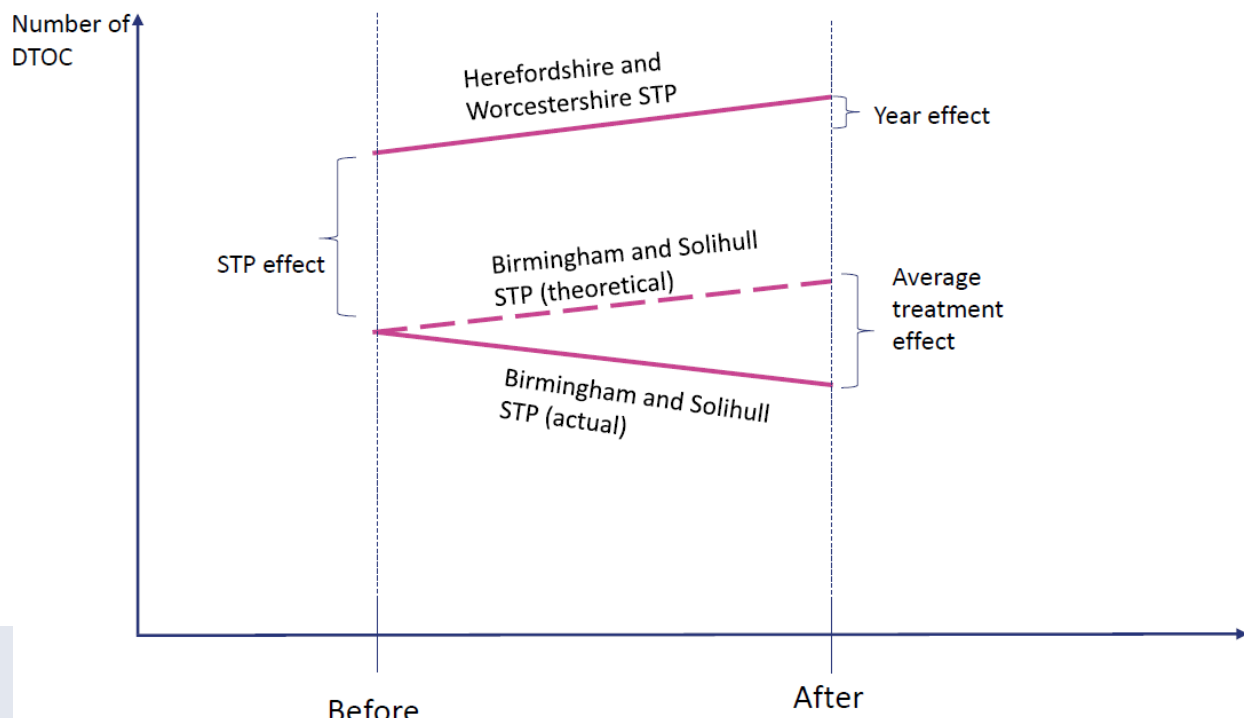 Number of
DTOC
Herefordshire and
Worcestershire STP
Year effect
STP effect
Birmingham and Solihull
STP (theoretical)
Average
treatment
effect
Birmingham and Solihull
STP (actual)
Before
After